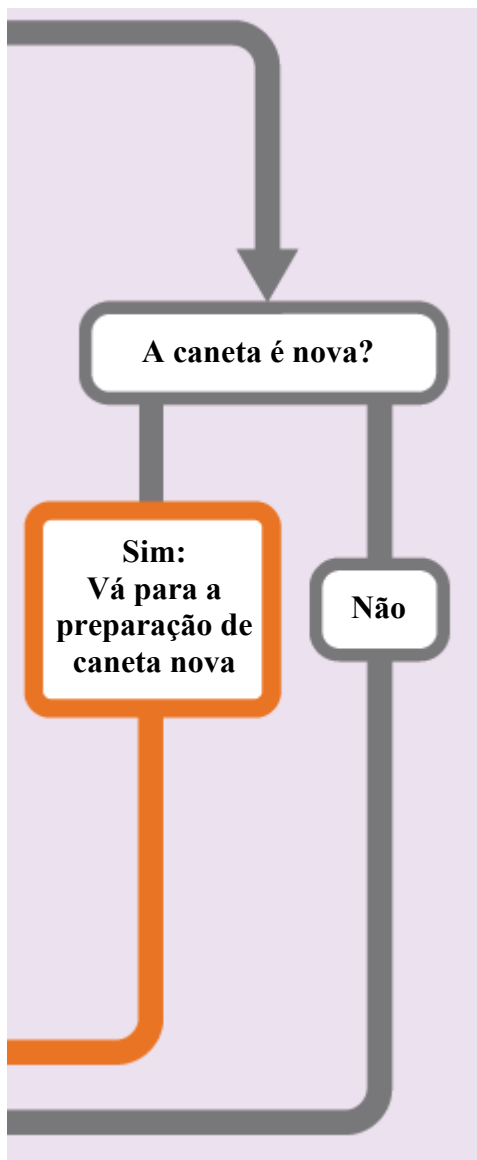 A caneta é nova?
Sim:
Vá para a
preparação de
caneta nova
Não